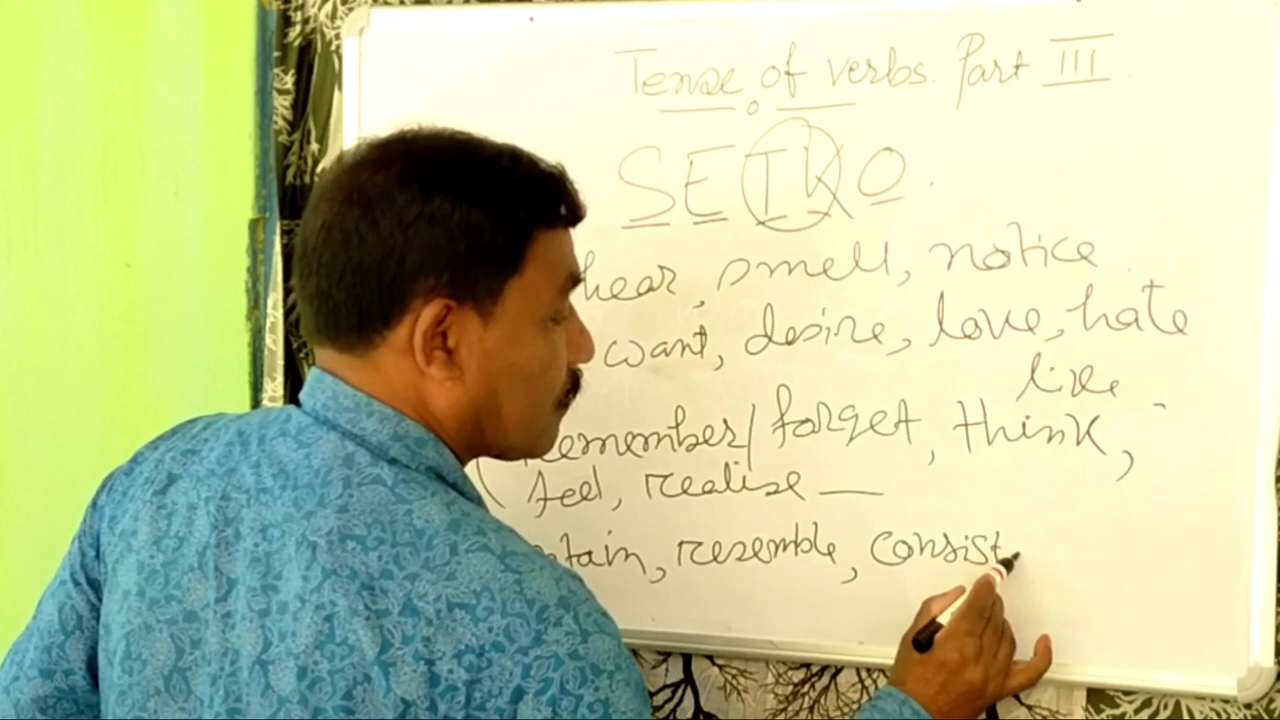 Tense of verbs. Part III.
SETKO.
hear, smell, notice
want, desire, love, hate
like
remember/forget, think,
feel, realise —
ntain, resemble, consist